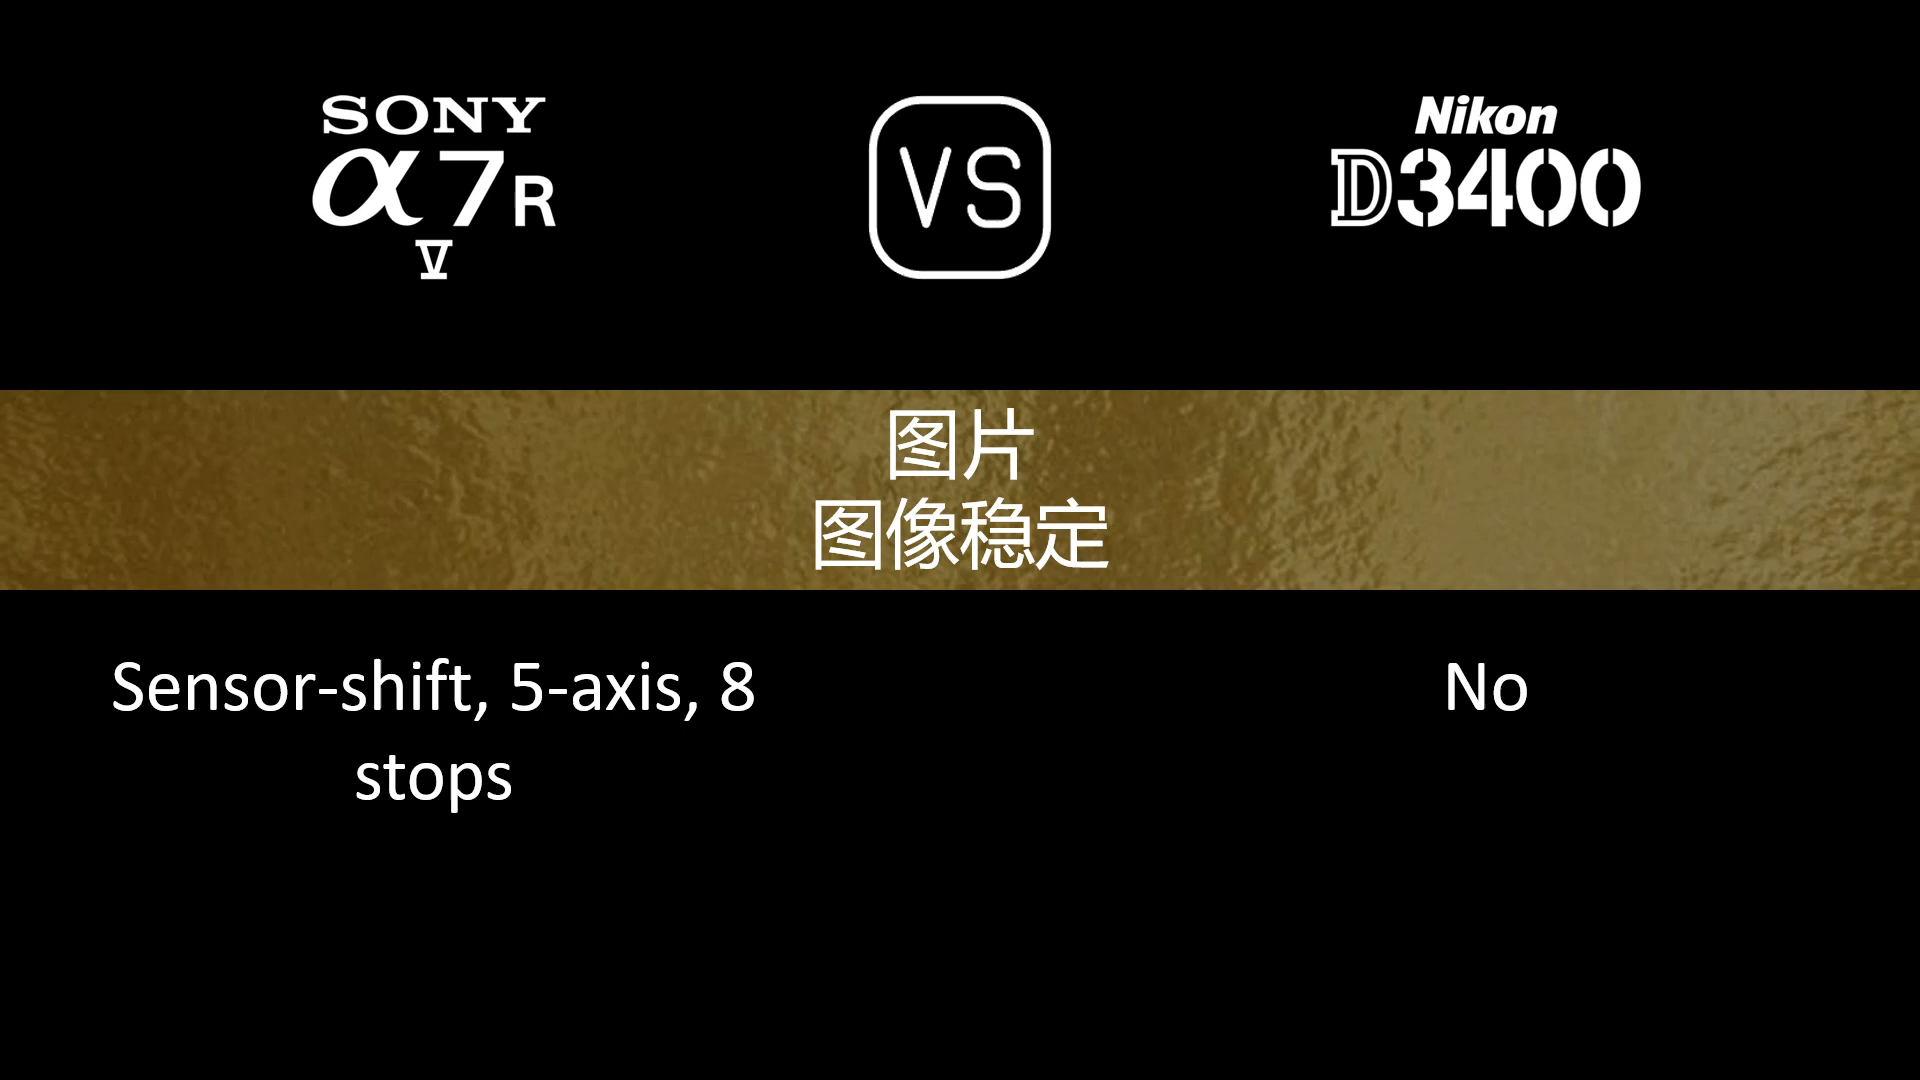 SONY
α7R
V
VS
Nikon
D3400
图片
图像稳定
Sensor-shift, 5-axis, 8
stops
No